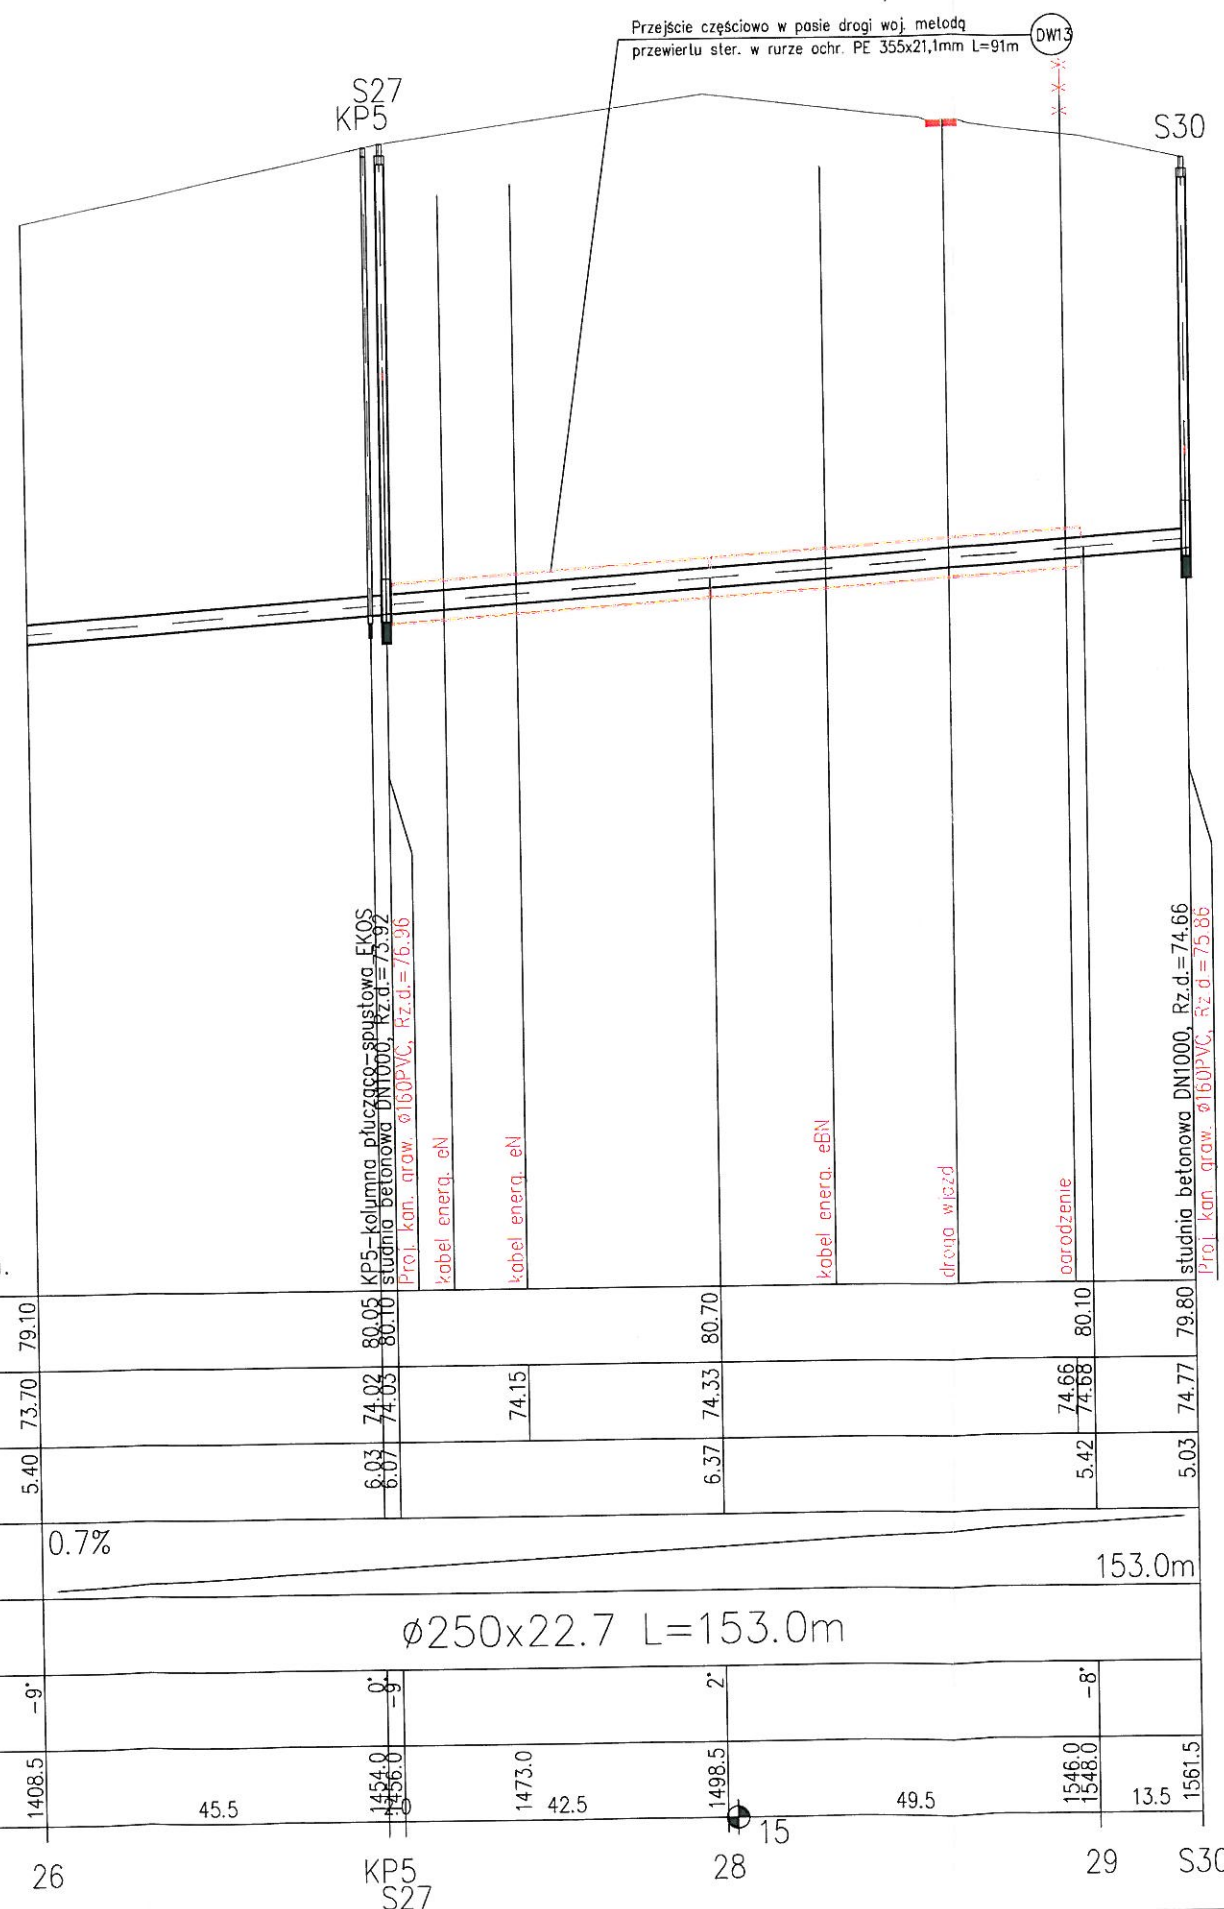 Przejście częściowo w pasie drogi woj. metodą
przewiertu ster. w rurze ochr. PE 355x21,1mm L=91m
DW13
S27
KP5
S30
KP5-kolumna płucząco-spustowa EKOS
studnia betonowa DN1000, Rz.d.=73.92
Proj. kan. graw. ø160PVC, Rz.d.=76.96
kabel energ. eN
kabel energ. eN
kabel energ. eBN
droga wjazd
ogrodzenie
studnia betonowa DN1000, Rz.d.=74.66
Proj. kan. graw. ø160PVC, Rz.d.=75.86
79.10 80.05 80.10 80.70 80.10 79.80
73.70 74.02 74.03 74.15 74.33 74.66 74.68 74.77
5.40 6.03 6.07 6.37 5.42 5.03
0.7%
153.0m
ø250x22.7 L=153.0m
-9° 0° -9° 2° -8°
1408.5 1454.0 1456.0 1473.0 1498.5 1546.0 1548.0 1561.5
45.5 2.0 42.5 49.5 13.5
15
26 KP5 28 29 S30
S27